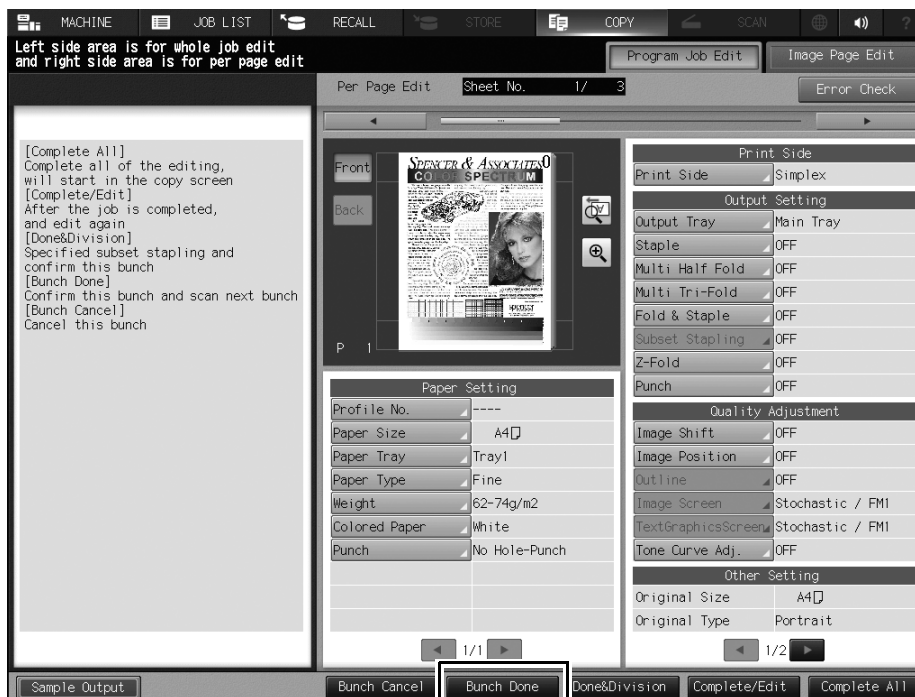 MACHINE JOB LIST RECALL STORE COPY SCAN ?
Left side area is for whole job edit
and right side area is for per page edit
Program Job Edit
Image Page Edit
Per Page Edit Sheet No. 1/ 3
Error Check
[Complete All]
Complete all of the editing,
will start in the copy screen
[Complete/Edit]
After the job is completed,
and edit again
[Done&Division]
Specified subset stapling and
confirm this bunch
[Bunch Done]
Confirm this bunch and scan next bunch
[Bunch Cancel]
Cancel this bunch
Front
Back
SPENCER & ASSOCIATES0
COLOR SPECTRUM
P 1
Paper Setting
Profile No. ----
Paper Size A4
Paper Tray Tray1
Paper Type Fine
Weight 62-74g/m2
Colored Paper White
Punch No Hole-Punch
1/1
Print Side
Print Side Simplex
Output Setting
Output Tray Main Tray
Staple OFF
Multi Half Fold OFF
Multi Tri-Fold OFF
Fold & Staple OFF
Subset Stapling OFF
Z-Fold OFF
Punch OFF
Quality Adjustment
Image Shift OFF
Image Position OFF
Outline OFF
Image Screen Stochastic / FM1
TextGraphicsScreen Stochastic / FM1
Tone Curve Adj. OFF
Other Setting
Original Size A4
Original Type Portrait
1/2
Sample Output
Bunch Cancel
Bunch Done
Done&Division
Complete/Edit
Complete All